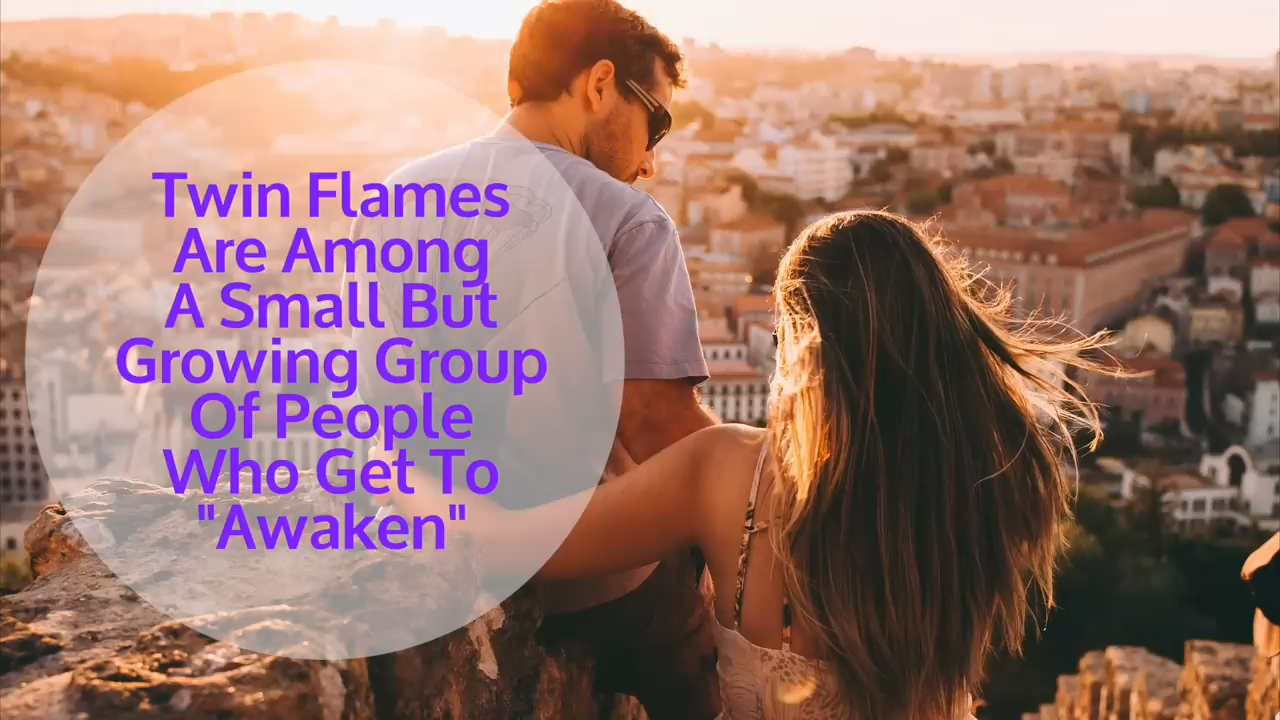 Twin Flames
Are Among
A Small But
Growing Group
Of People
Who Get To
"Awaken"